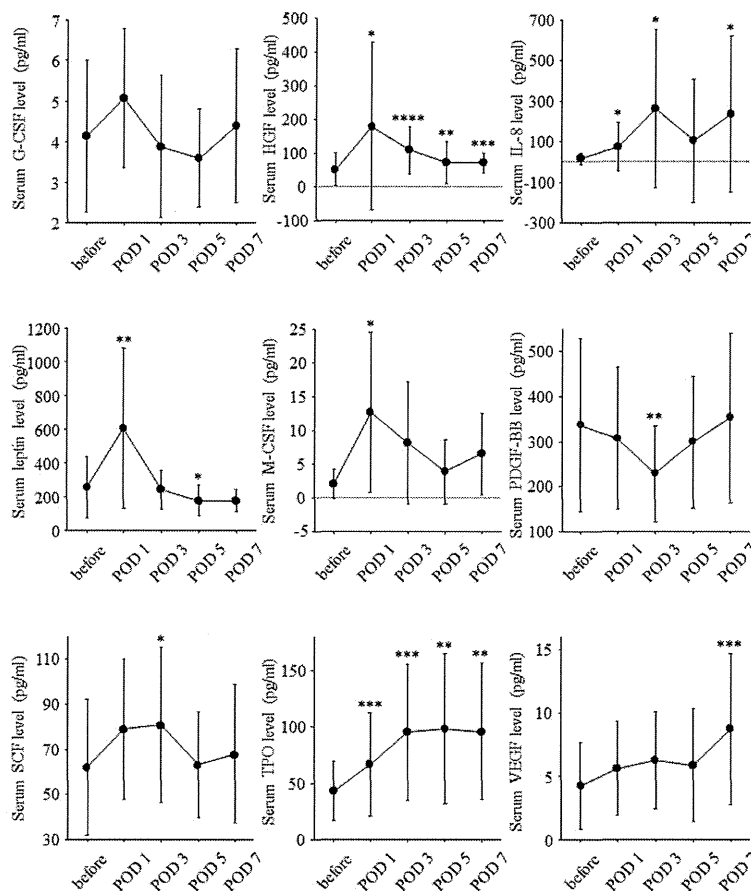 Serum G-CSF level (pg/ml)
7
6
5
4
3
2
before
POD 1
POD 3
POD 5
POD 7
Serum HGF level (pg/ml)
500
400
300
200
100
0
-100
*
****
**
***
before
POD 1
POD 3
POD 5
POD 7
Serum IL-8 level (pg/ml)
700
500
300
100
-100
-300
*
*
*
before
POD 1
POD 3
POD 5
POD 7
Serum leptin level (pg/ml)
1200
1000
800
600
400
200
0
**
*
before
POD 1
POD 3
POD 5
POD 7
Serum M-CSF level (pg/ml)
25
20
15
10
5
0
-5
*
before
POD 1
POD 3
POD 5
POD 7
Serum PDGF-BB level (pg/ml)
500
400
300
200
100
**
before
POD 1
POD 3
POD 5
POD 7
Serum SCF level (pg/ml)
110
90
70
50
30
*
before
POD 1
POD 3
POD 5
POD 7
Serum TPO level (pg/ml)
150
100
50
0
***
***
**
**
before
POD 1
POD 3
POD 5
POD 7
Serum VEGF level (pg/ml)
15
10
5
0
***
before
POD 1
POD 3
POD 5
POD 7